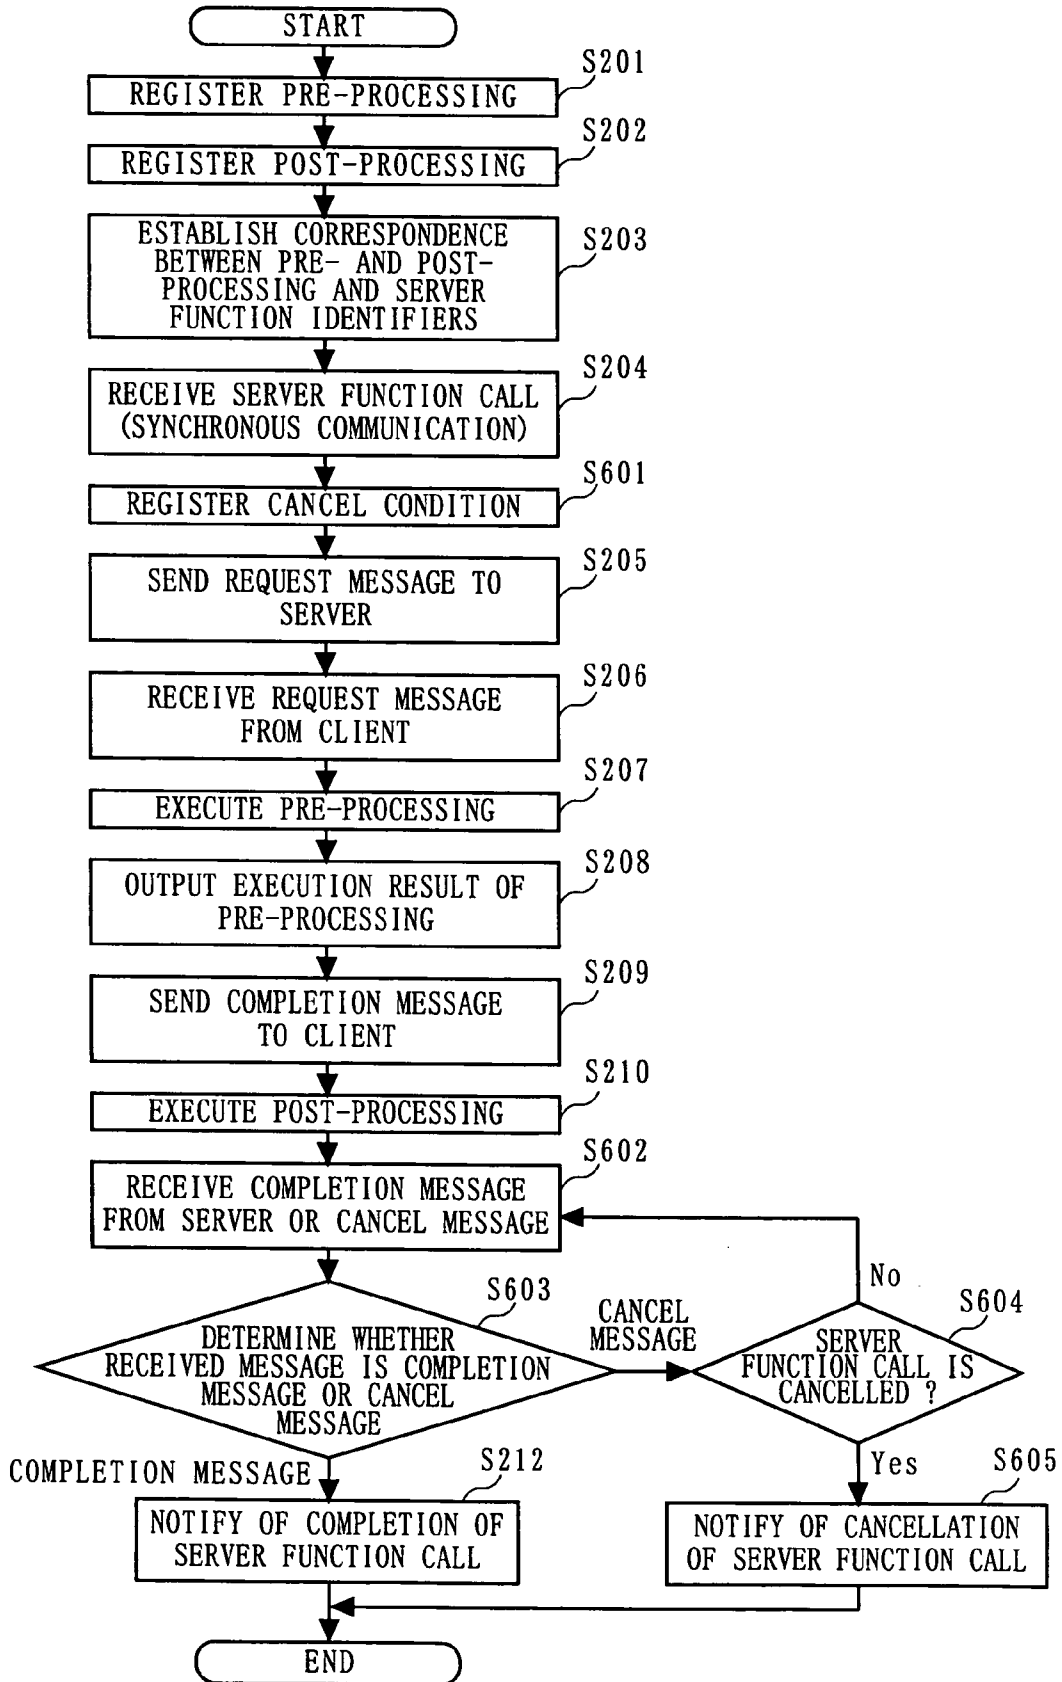 START
S201
REGISTER PRE-PROCESSING
S202
REGISTER POST-PROCESSING
S203
ESTABLISH CORRESPONDENCE
BETWEEN PRE- AND POST-
PROCESSING AND SERVER
FUNCTION IDENTIFIERS
S204
RECEIVE SERVER FUNCTION CALL
(SYNCHRONOUS COMMUNICATION)
S601
REGISTER CANCEL CONDITION
S205
SEND REQUEST MESSAGE TO
SERVER
S206
RECEIVE REQUEST MESSAGE
FROM CLIENT
S207
EXECUTE PRE-PROCESSING
S208
OUTPUT EXECUTION RESULT OF
PRE-PROCESSING
S209
SEND COMPLETION MESSAGE
TO CLIENT
S210
EXECUTE POST-PROCESSING
S602
RECEIVE COMPLETION MESSAGE
FROM SERVER OR CANCEL MESSAGE
S603
DETERMINE WHETHER
RECEIVED MESSAGE IS COMPLETION
MESSAGE OR CANCEL
MESSAGE
CANCEL
MESSAGE
No
S604
SERVER
FUNCTION CALL IS
CANCELLED ?
Yes
COMPLETION MESSAGE
S212
NOTIFY OF COMPLETION OF
SERVER FUNCTION CALL
S605
NOTIFY OF CANCELLATION
OF SERVER FUNCTION CALL
END